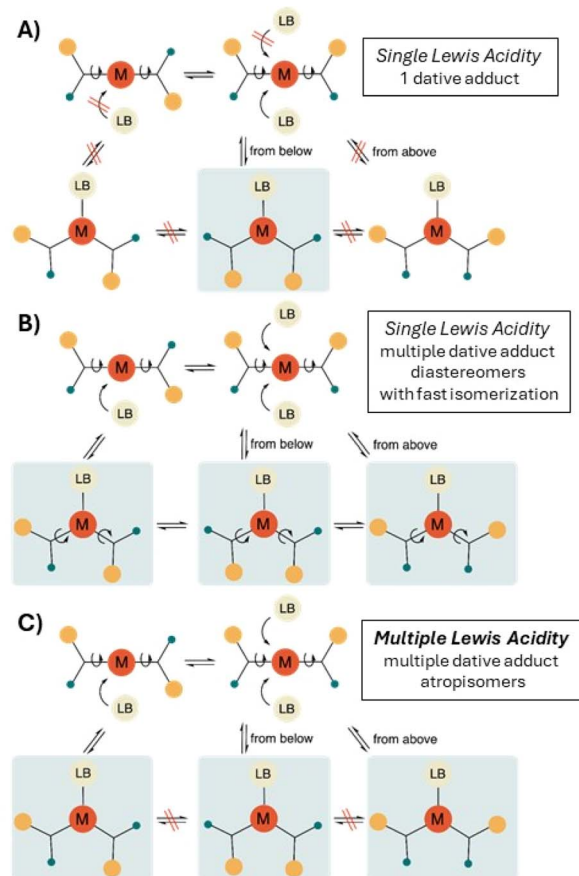 A)
LB
M
M
LB
LB
Single Lewis Acidity
1 dative adduct
from below
from above
LB
M
LB
M
LB
M
B)
LB
M
M
LB
LB
Single Lewis Acidity
multiple dative adduct
diastereomers
with fast isomerization
from below
from above
LB
M
LB
M
LB
M
C)
LB
M
M
LB
LB
Multiple Lewis Acidity
multiple dative adduct
atropisomers
from below
from above
LB
M
LB
M
LB
M